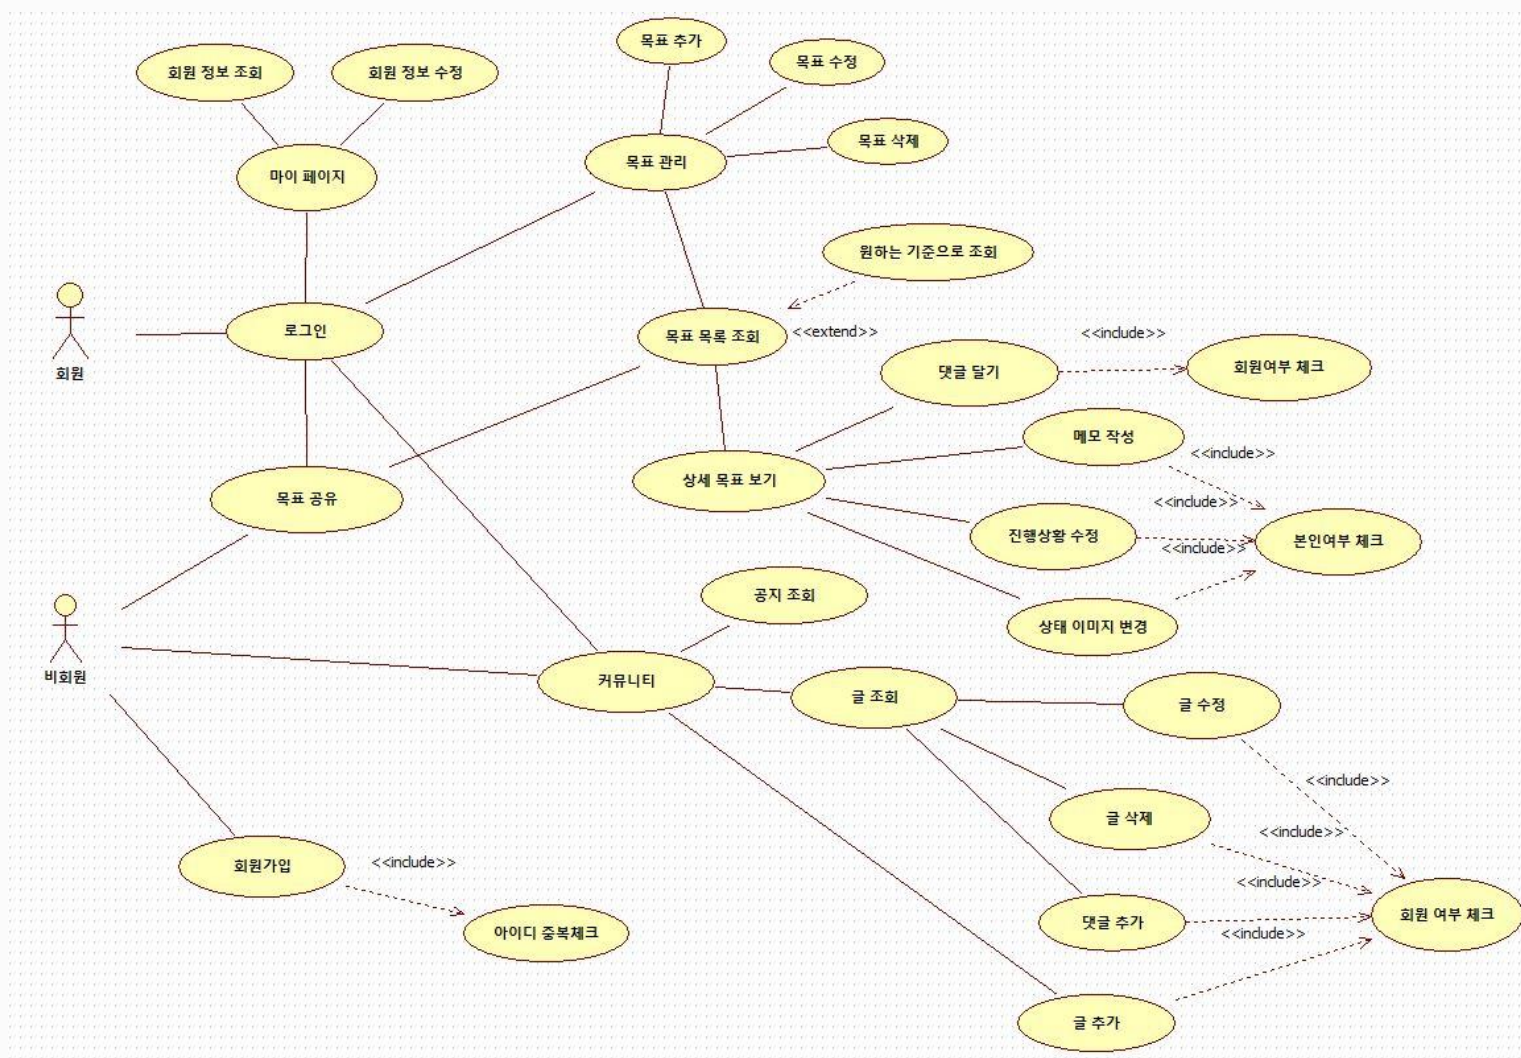 목표 추가
회원 정보 조회
회원 정보 수정
목표 수정
목표 삭제
목표 관리
마이 페이지
원하는 기준으로 조회
로그인
목표 목록 조회
<<extend>>
<<include>>
회원
댓글 달기
회원여부 체크
메모 작성
<<include>>
상세 목표 보기
목표 공유
<<include>>
진행상황 수정
<<include>>
본인여부 체크
공지 조회
상태 이미지 변경
비회원
커뮤니티
글 조회
글 수정
<<include>>
글 삭제
<<include>>
회원가입
<<include>>
<<include>>
아이디 중복체크
댓글 추가
<<include>>
회원 여부 체크
글 추가